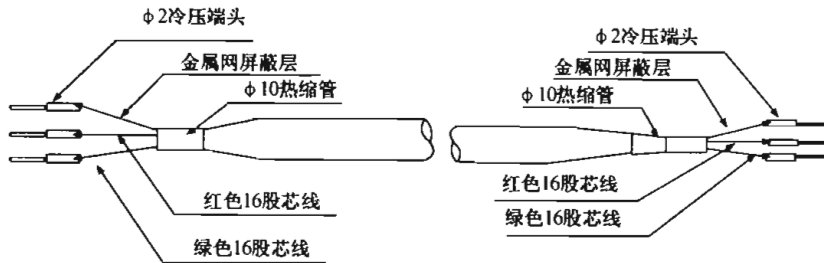 φ2冷压端头
金属网屏蔽层
φ10热缩管
红色16股芯线
绿色16股芯线
φ2冷压端头
金属网屏蔽层
φ10热缩管
红色16股芯线
绿色16股芯线